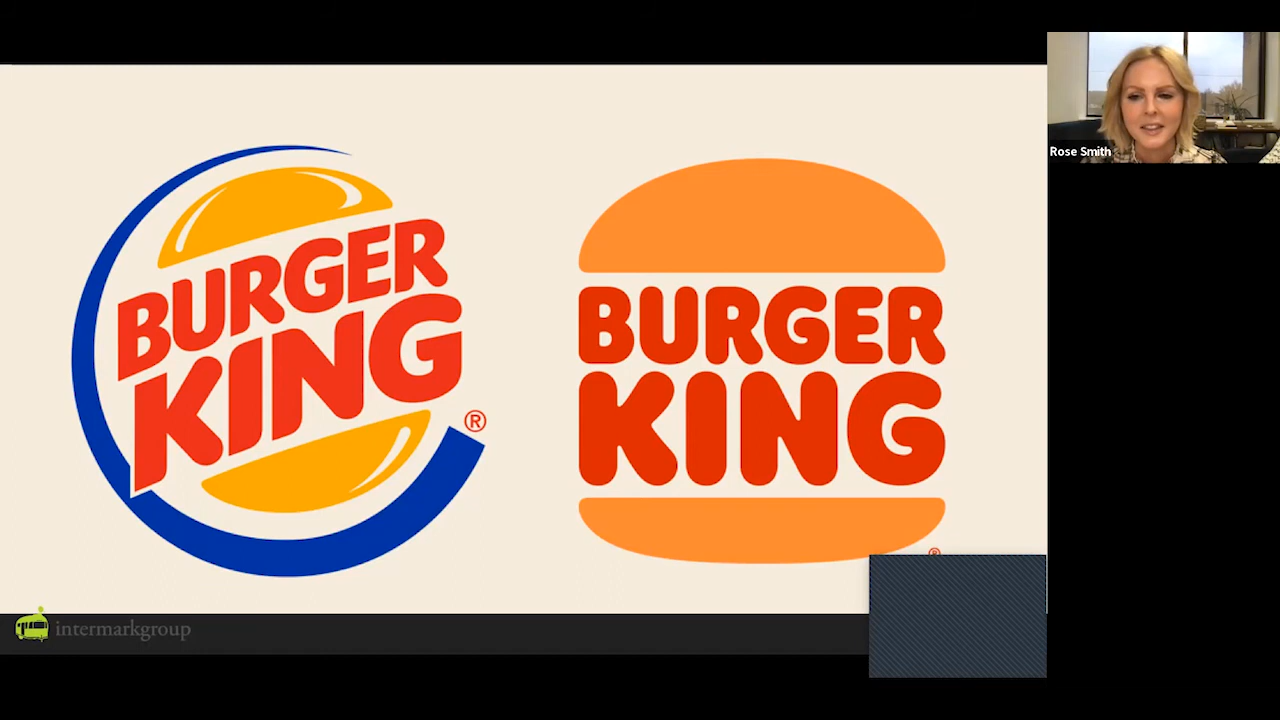 BURGER
KING
®
BURGER
KING
®
intermarkgroup
Rose Smith